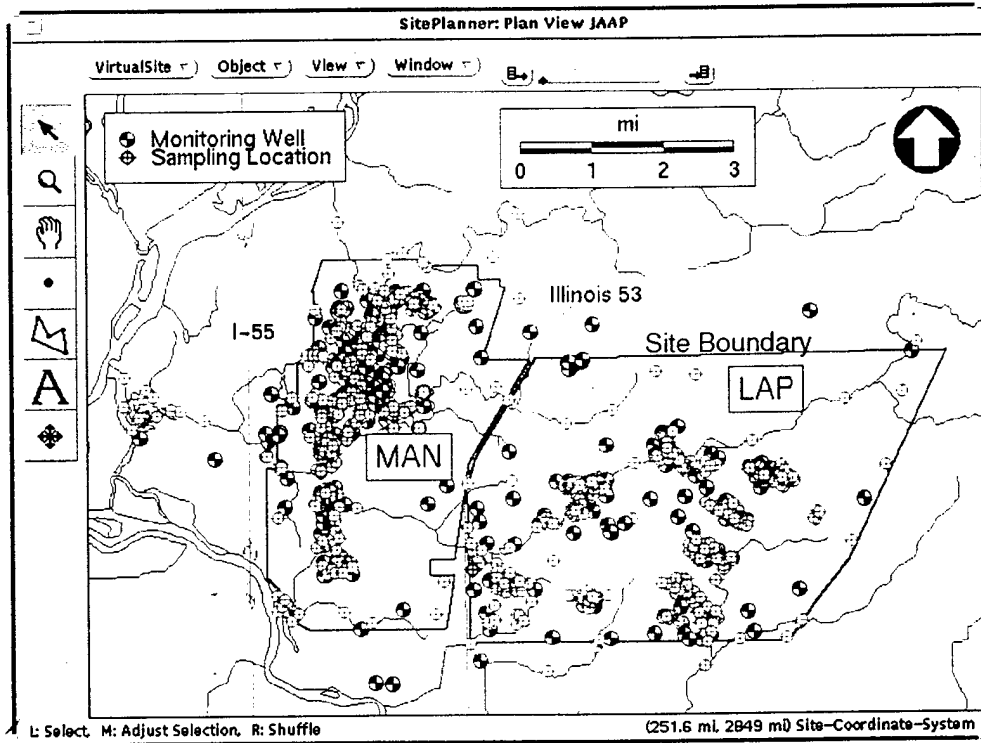 SitePlanner: Plan View JAAP
VirtualSite Object View Window
Monitoring Well
Sampling Location
mi
0 1 2 3
I-55
Illinois 53
Site Boundary
LAP
MAN
A
L: Select, M: Adjust Selection, R: Shuffle
(251.6 mi, 2849 mi) Site-Coordinate-System